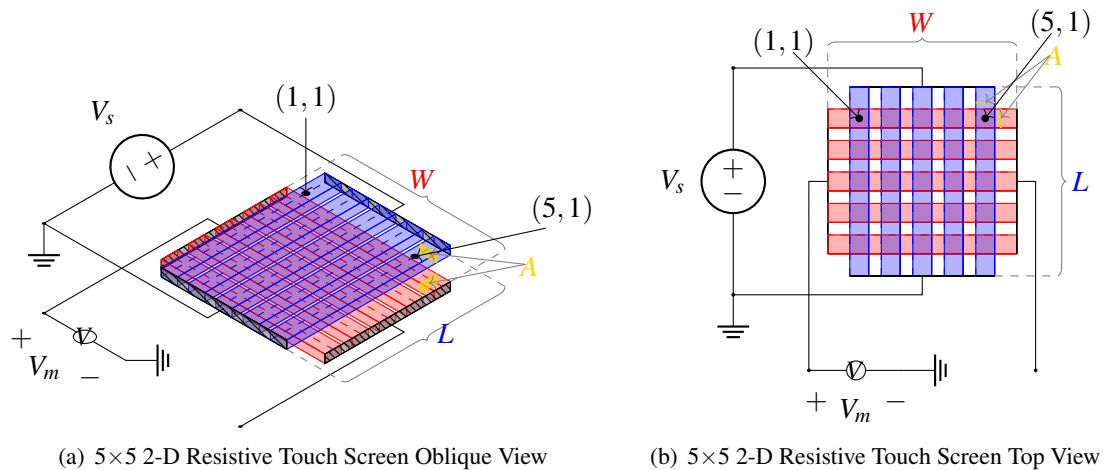 (1,1)
V_s
− +
W
(5,1)
A
L
+
V
V_m
−
(a) 5×5 2-D Resistive Touch Screen Oblique View
W
(5,1)
(1,1)
A
V_s
+
−
L
V
+ V_m −
(b) 5×5 2-D Resistive Touch Screen Top View